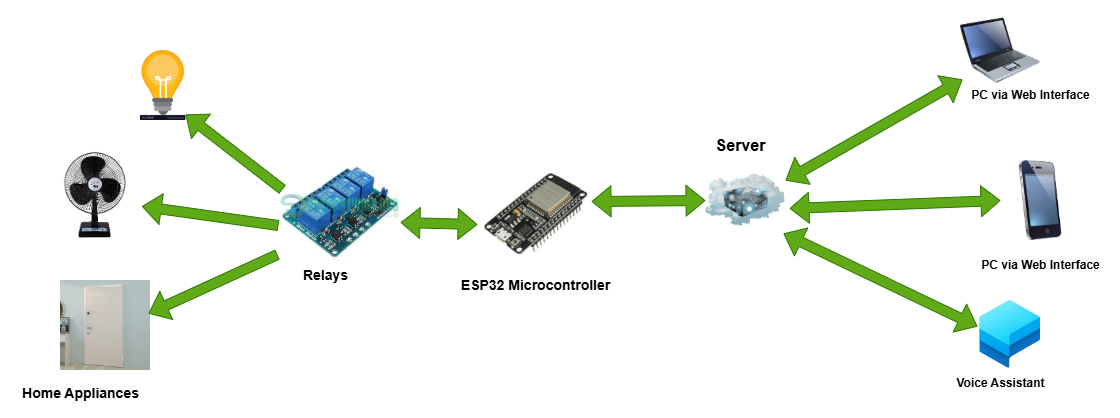 PC via Web Interface
Server
Relays
ESP32 Microcontroller
PC via Web Interface
Home Appliances
Voice Assistant